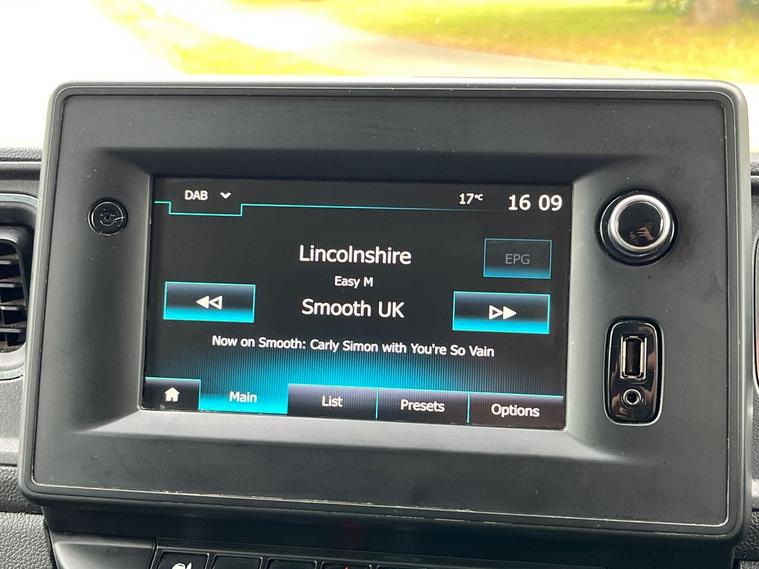 DAB
17°C
16 09
Lincolnshire
EPG
Easy M
Smooth UK
Now on Smooth: Carly Simon with You're So Vain
Main
List
Presets
Options